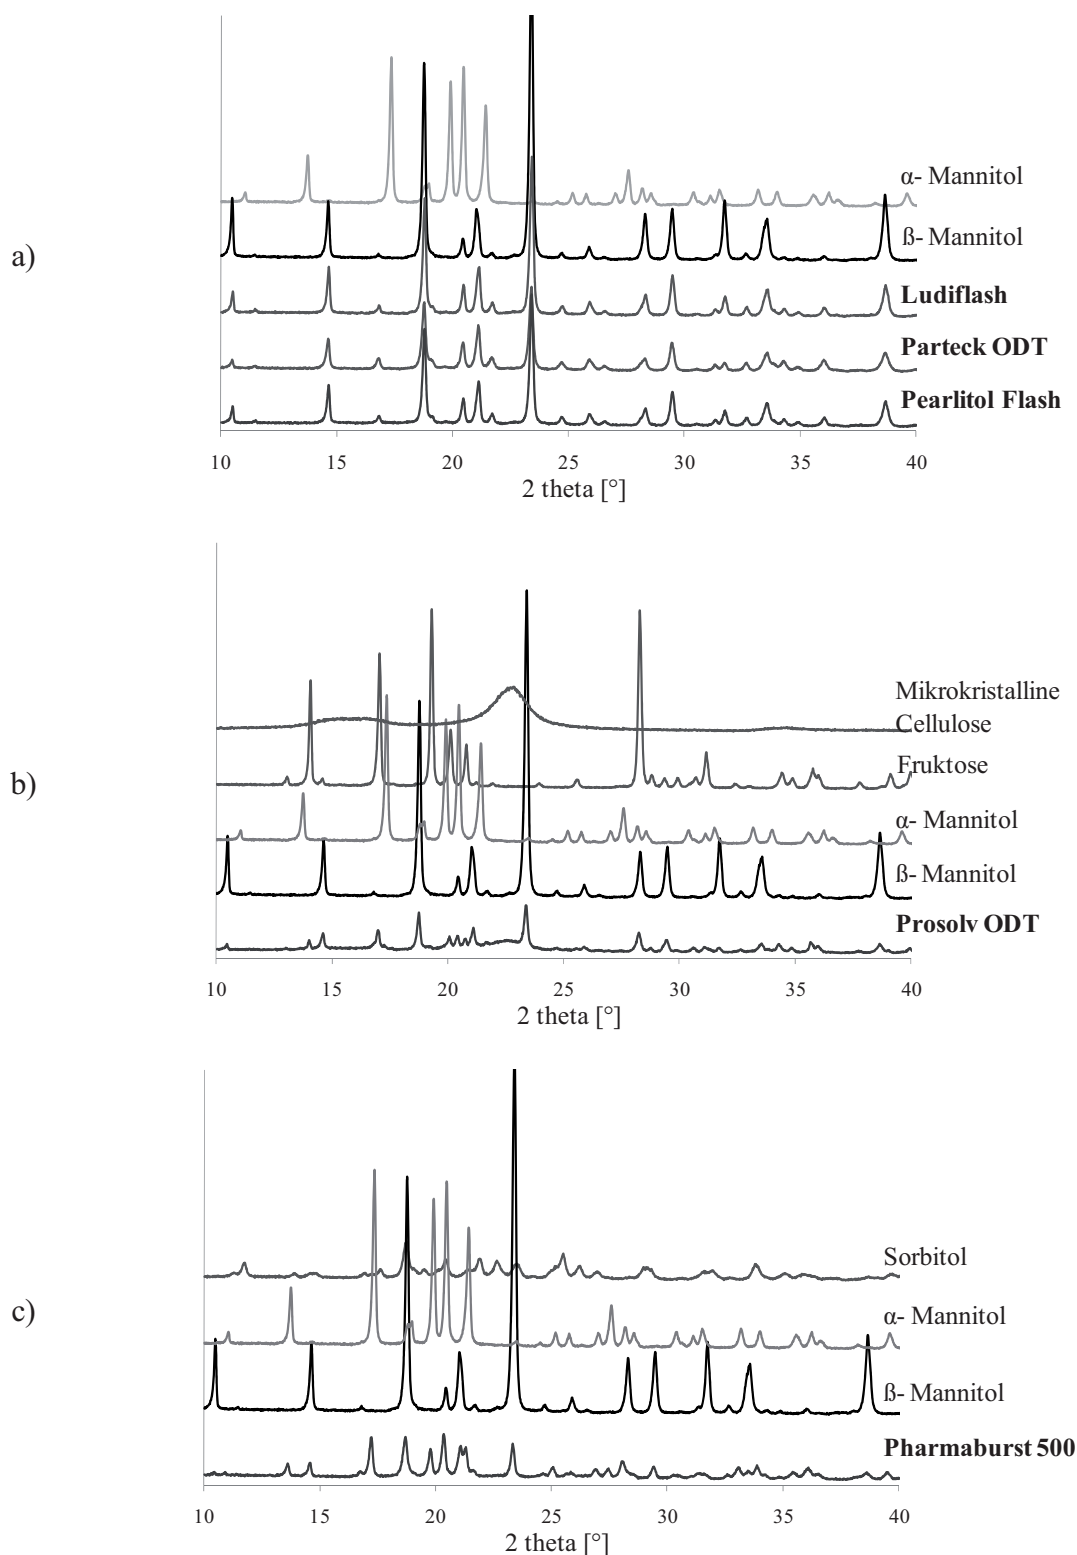 a)
α- Mannitol
ß- Mannitol
Ludiflash
Parteck ODT
Pearlitol Flash
10 15 20 25 30 35 40
2 theta [°]
b)
Mikrokristalline
Cellulose
Fruktose
α- Mannitol
ß- Mannitol
Prosolv ODT
10 15 20 25 30 35 40
2 theta [°]
c)
Sorbitol
α- Mannitol
ß- Mannitol
Pharmaburst 500
10 15 20 25 30 35 40
2 theta [°]